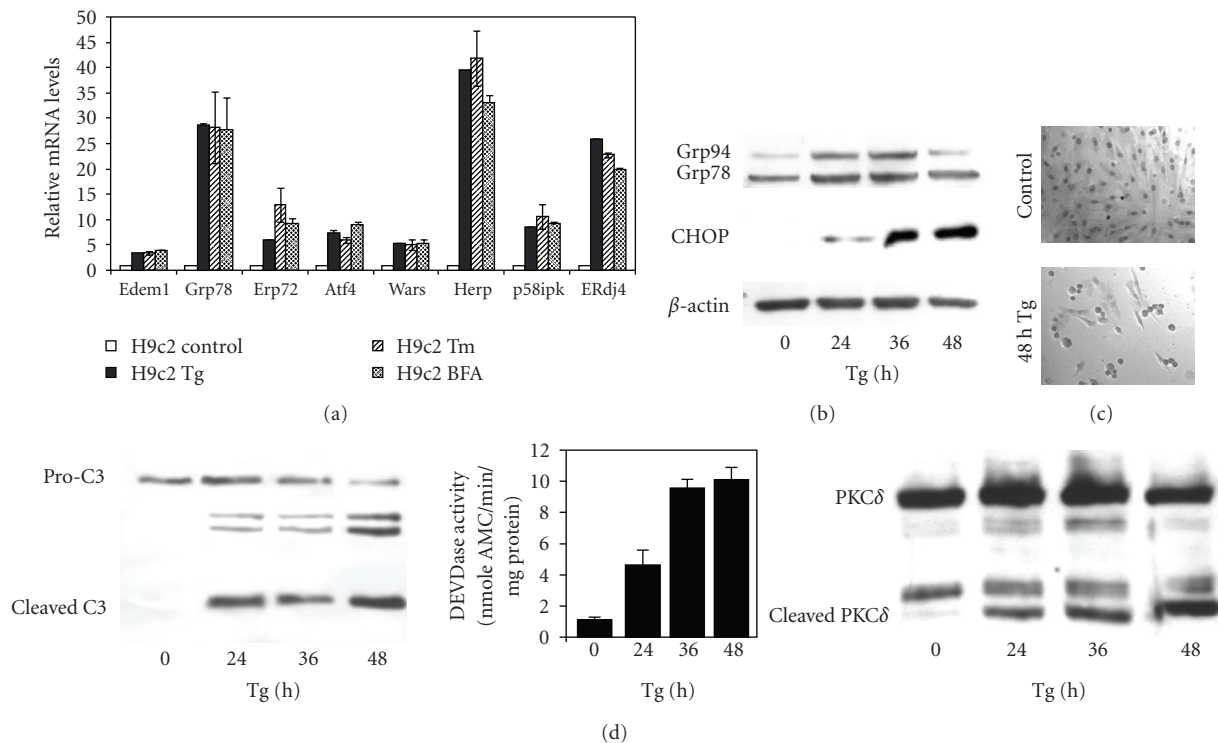 50
45
40
35
30
25
20
15
10
5
0
Relative mRNA levels
Edem1 Grp78 Erp72 Atf4 Wars Herp p58ipk ERdj4
H9c2 control
H9c2 Tg
H9c2 Tm
H9c2 BFA
(a)
Grp94
Grp78
CHOP
β-actin
0 24 36 48
Tg (h)
(b)
Control
48 h Tg
(c)
Pro-C3
Cleaved C3
0 24 36 48
Tg (h)
12
10
8
6
4
2
0
DEVDase activity
(nmole AMC/min/
mg protein)
0 24 36 48
Tg (h)
PKCδ
Cleaved PKCδ
0 24 36 48
Tg (h)
(d)